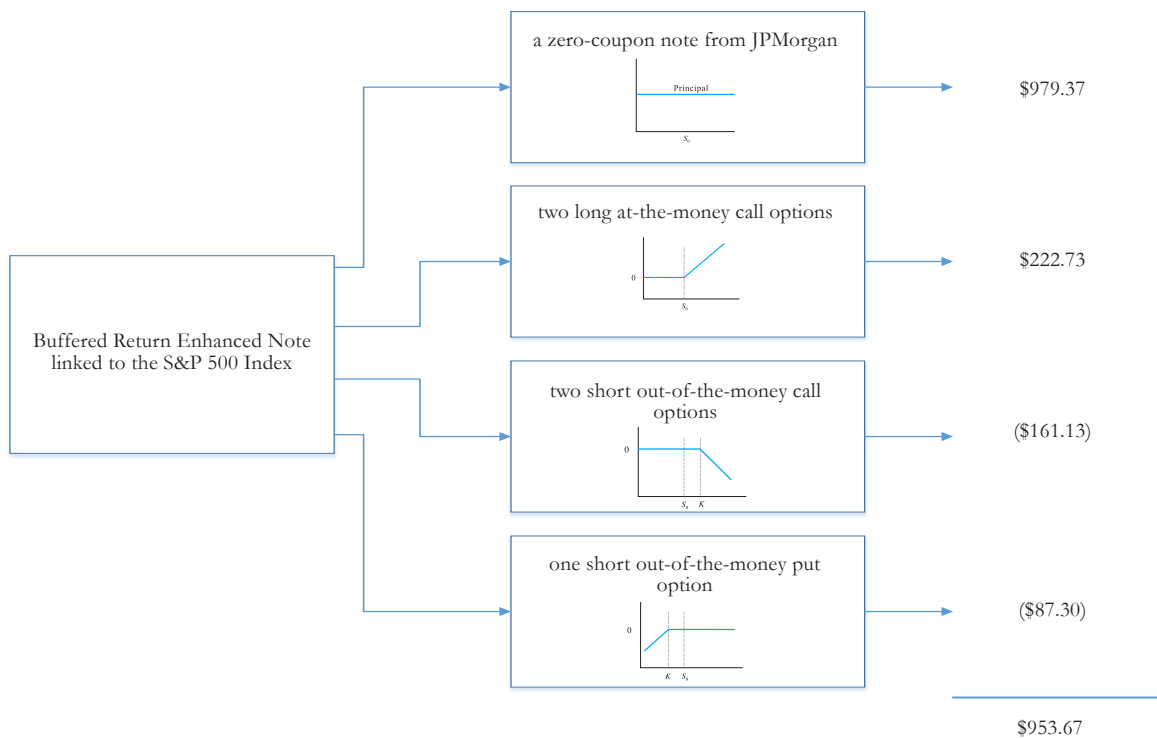 a zero-coupon note from JPMorgan
Principal
S₀
$979.37
two long at-the-money call options
0
S₀
$222.73
Buffered Return Enhanced Note
linked to the S&P 500 Index
two short out-of-the-money call
options
0
S₀ K
($161.13)
one short out-of-the-money put
option
0
K S₀
($87.30)
$953.67